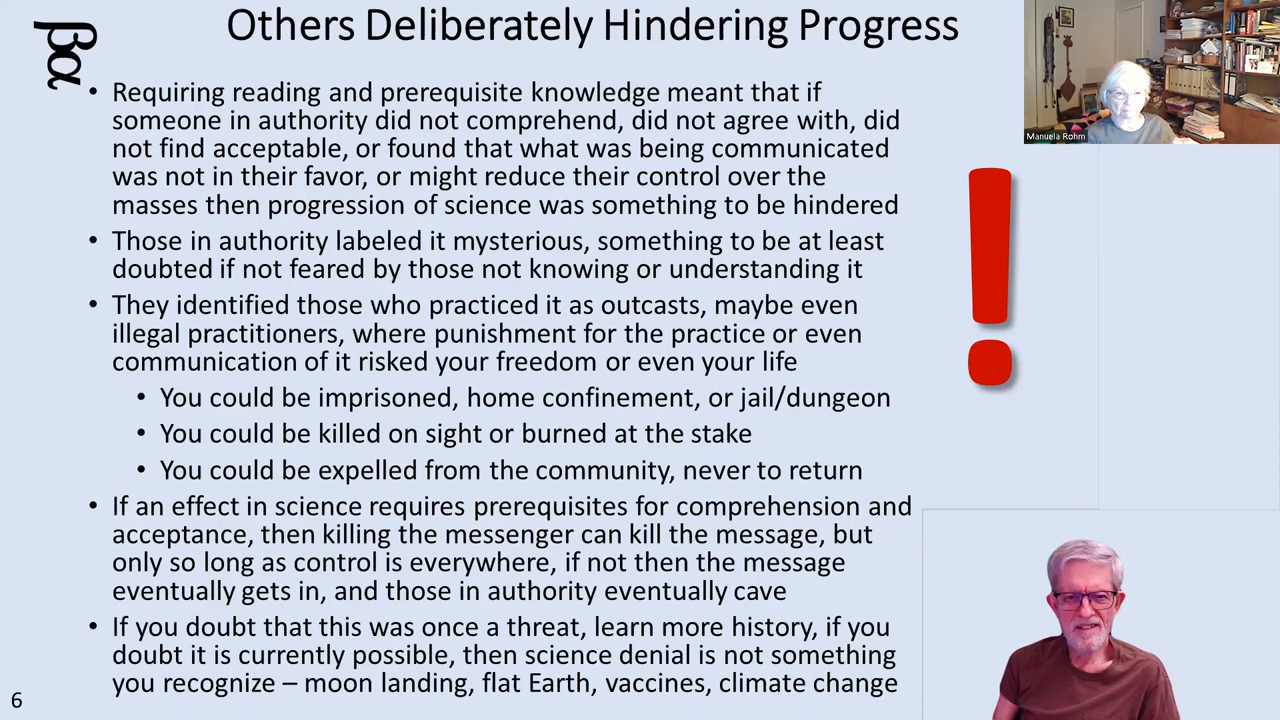 Others Deliberately Hindering Progress
βα
• Requiring reading and prerequisite knowledge meant that if
someone in authority did not comprehend, did not agree with, did
not find acceptable, or found that what was being communicated
was not in their favor, or might reduce their control over the
masses then progression of science was something to be hindered
• Those in authority labeled it mysterious, something to be at least
doubted if not feared by those not knowing or understanding it
• They identified those who practiced it as outcasts, maybe even
illegal practitioners, where punishment for the practice or even
communication of it risked your freedom or even your life
• You could be imprisoned, home confinement, or jail/dungeon
• You could be killed on sight or burned at the stake
• You could be expelled from the community, never to return
• If an effect in science requires prerequisites for comprehension and
acceptance, then killing the messenger can kill the message, but
only so long as control is everywhere, if not then the message
eventually gets in, and those in authority eventually cave
• If you doubt that this was once a threat, learn more history, if you
doubt it is currently possible, then science denial is not something
you recognize – moon landing, flat Earth, vaccines, climate change
6
!
Manuela Rohm